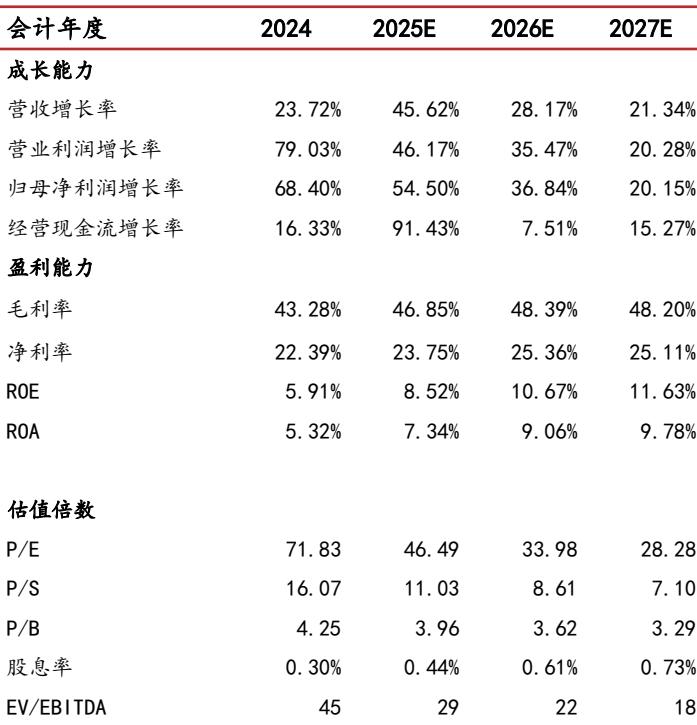 会计年度 2024 2025E 2026E 2027E
成长能力
营收增长率 23.72% 45.62% 28.17% 21.34%
营业利润增长率 79.03% 46.17% 35.47% 20.28%
归母净利润增长率 68.40% 54.50% 36.84% 20.15%
经营现金流增长率 16.33% 91.43% 7.51% 15.27%
盈利能力
毛利率 43.28% 46.85% 48.39% 48.20%
净利率 22.39% 23.75% 25.36% 25.11%
ROE 5.91% 8.52% 10.67% 11.63%
ROA 5.32% 7.34% 9.06% 9.78%
估值倍数
P/E 71.83 46.49 33.98 28.28
P/S 16.07 11.03 8.61 7.10
P/B 4.25 3.96 3.62 3.29
股息率 0.30% 0.44% 0.61% 0.73%
EV/EBITDA 45 29 22 18